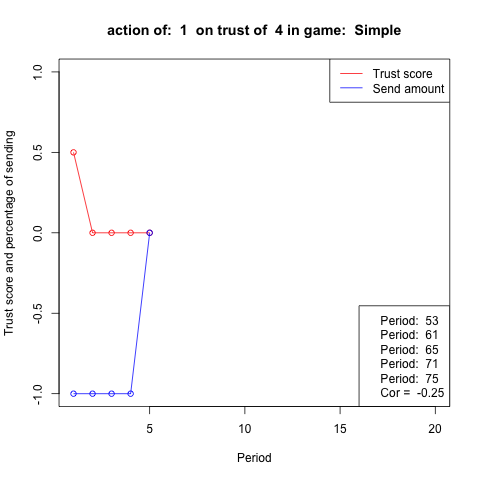 action of:  1  on trust of  4 in game:  Simple
Trust score
Send amount
Trust score and percentage of sending
1.0
0.5
0.0
-0.5
-1.0
Period:  53
Period:  61
Period:  65
Period:  71
Period:  75
Cor =  -0.25
5 10 15 20
Period